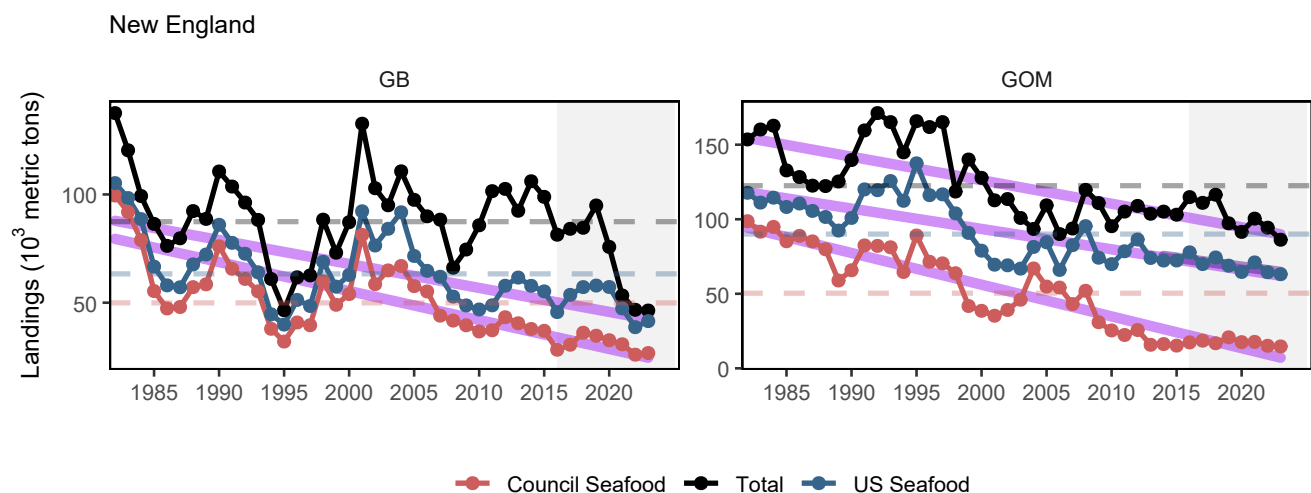 New England
GB
GOM
Landings (10³ metric tons)
100
50
150
100
50
0
1985 1990 1995 2000 2005 2010 2015 2020
1985 1990 1995 2000 2005 2010 2015 2020
Council Seafood Total US Seafood